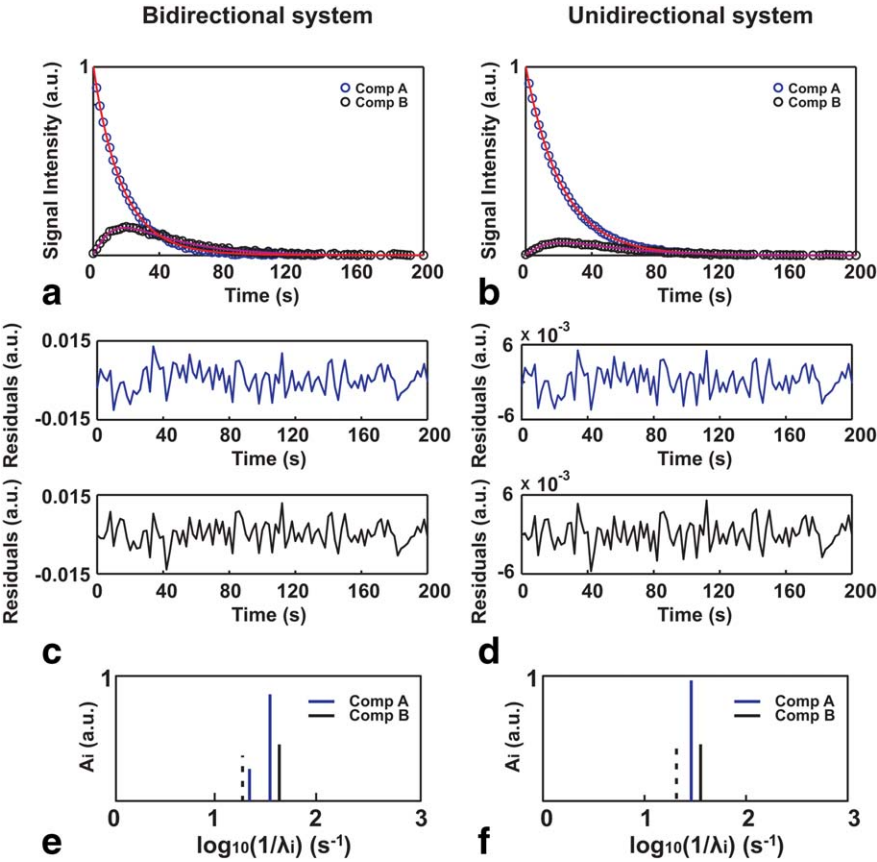 Bidirectional system
Unidirectional system
1
Signal Intensity (a.u.)
Comp A
Comp B
0 40 80 120 160 200
Time (s)
a
1
Signal Intensity (a.u.)
Comp A
Comp B
0 40 80 120 160 200
Time (s)
b
0.015
-0.015
Residuals (a.u.)
0 40 80 120 160 200
Time (s)
6 x 10-3
-6
Residuals (a.u.)
0 40 80 120 160 200
Time (s)
0.015
-0.015
Residuals (a.u.)
0 40 80 120 160 200
Time (s)
c
6 x 10-3
-6
Residuals (a.u.)
0 40 80 120 160 200
Time (s)
d
1
Ai (a.u.)
Comp A
Comp B
0 1 2 3
log10(1/λi) (s-1)
e
1
Ai (a.u.)
Comp A
Comp B
0 1 2 3
log10(1/λi) (s-1)
f